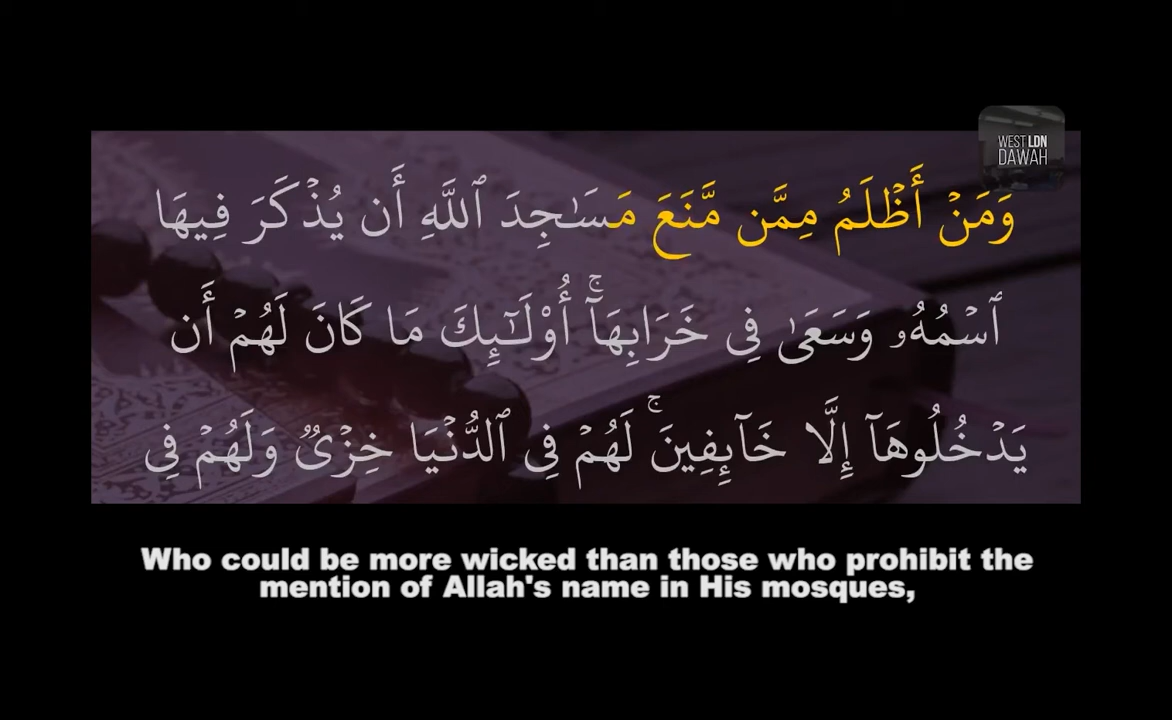 WEST LDN
DAWAH
وَمَنْ أَظْلَمُ مِمَّن مَّنَعَ مَسَـٰجِدَ ٱللَّهِ أَن يُذْكَرَ فِيهَا
ٱسْمُهُۥ وَسَعَىٰ فِى خَرَابِهَآ ۚ أُو۟لَـٰٓئِكَ مَا كَانَ لَهُمْ أَن
يَدْخُلُوهَآ إِلَّا خَآئِفِينَ ۚ لَهُمْ فِى ٱلدُّنْيَا خِزْىٌ وَلَهُمْ فِى
Who could be more wicked than those who prohibit the
mention of Allah's name in His mosques,